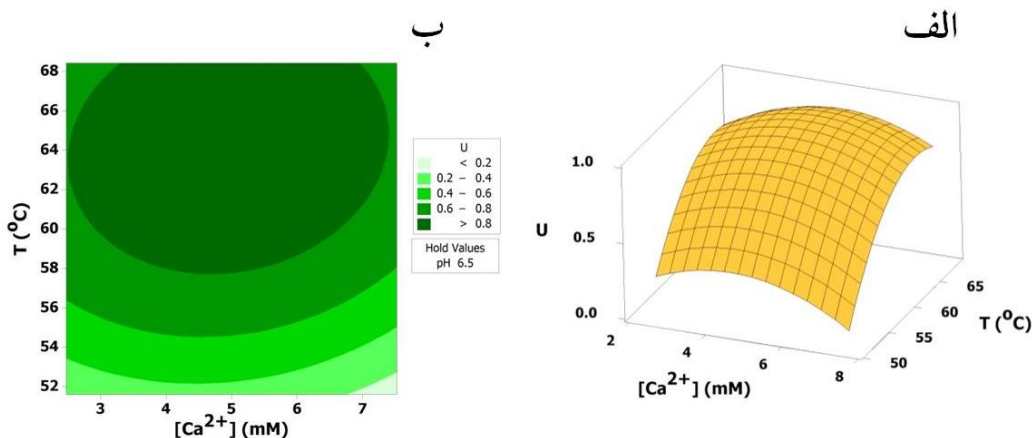 الف
ب
1.0
0.5
0.0
U
2
4
6
8
[Ca²⁺] (mM)
50
55
60
65
T (⁰C)
68
66
64
62
60
58
56
54
52
T (⁰C)
3
4
5
6
7
[Ca²⁺] (mM)
U
< 0.2
0.2 – 0.4
0.4 – 0.6
0.6 – 0.8
> 0.8
Hold Values
pH 6.5